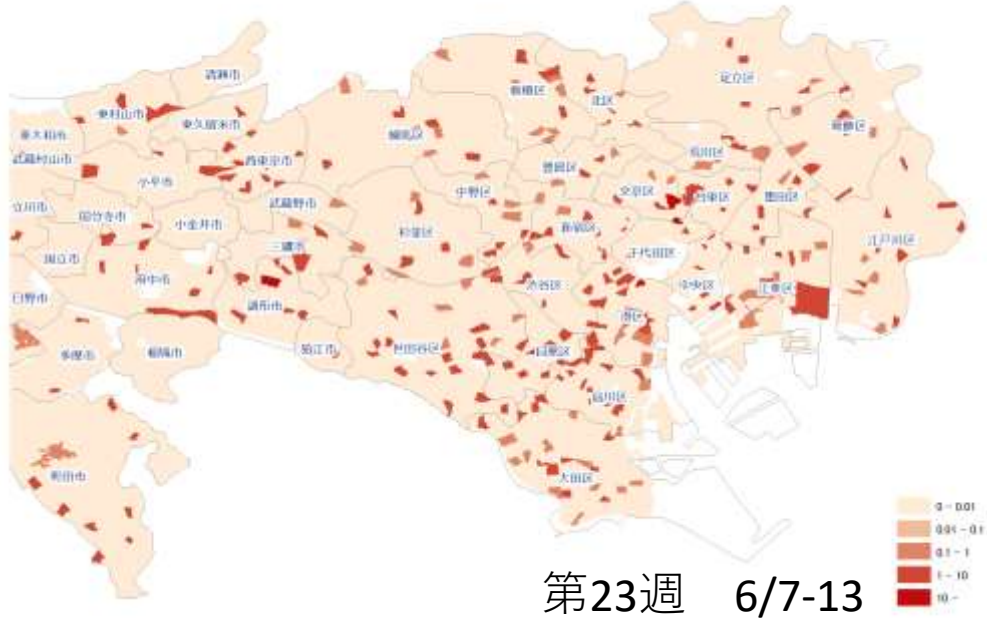 清瀬市
足立区
板橋区
北区
東村山市
葛飾区
東久留米市
東大和市
練馬区
荒川区
武蔵村山市
西東京市
豊島区
小平市
文京区
台東区
墨田区
中野区
立川市
武蔵野市
国分寺市
小金井市
新宿区
杉並区
江戸川区
三鷹市
千代田区
国立市
府中市
渋谷区
中央区
江東区
日野市
調布市
港区
狛江市
世田谷区
目黒区
多摩市
稲城市
品川区
町田市
大田区
0 - 0.01
0.01 - 0.1
0.1 - 1
1 - 10
10 -
第23週 6/7-13